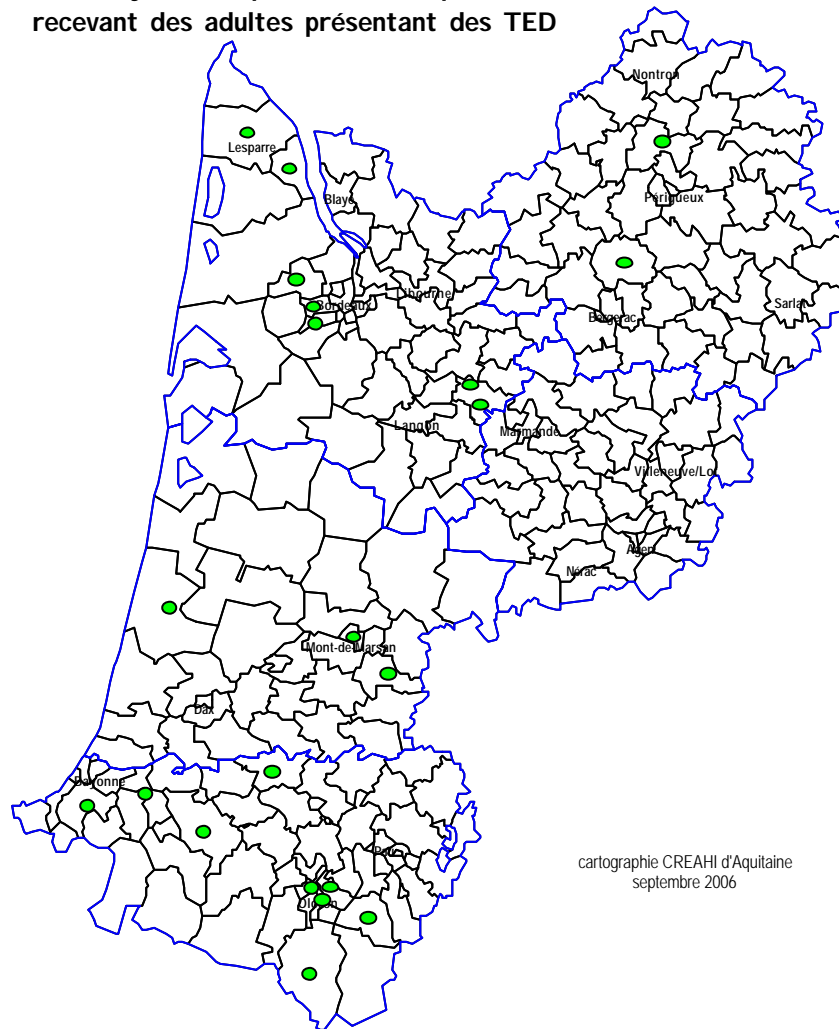 recevant des adultes présentant des TED
Nontron
Lesparre
Blaye
Périgueux
Libourne
Bordeaux
Sarlat
Bergerac
Langon
Marmande
Villeneuve/Lo
Agen
Nérac
Mont-de-Marsan
Dax
Bayonne
Pau
cartographie CREAHI d'Aquitaine
septembre 2006
Oloron